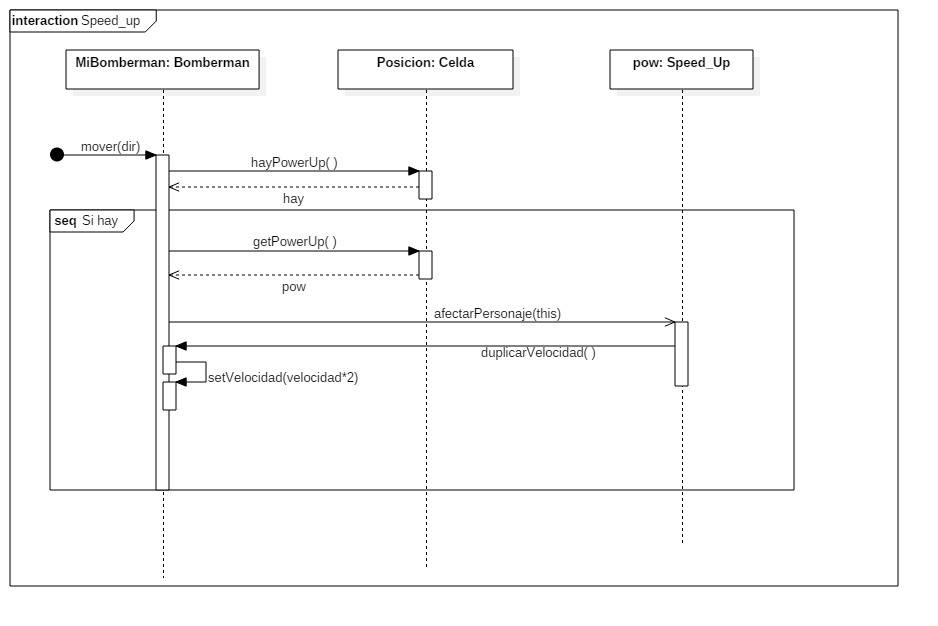 interaction Speed_up
MiBomberman: Bomberman
Posicion: Celda
pow: Speed_Up
mover(dir)
hayPowerUp( )
hay
seq Si hay
getPowerUp( )
pow
afectarPersonaje(this)
duplicarVelocidad( )
setVelocidad(velocidad*2)